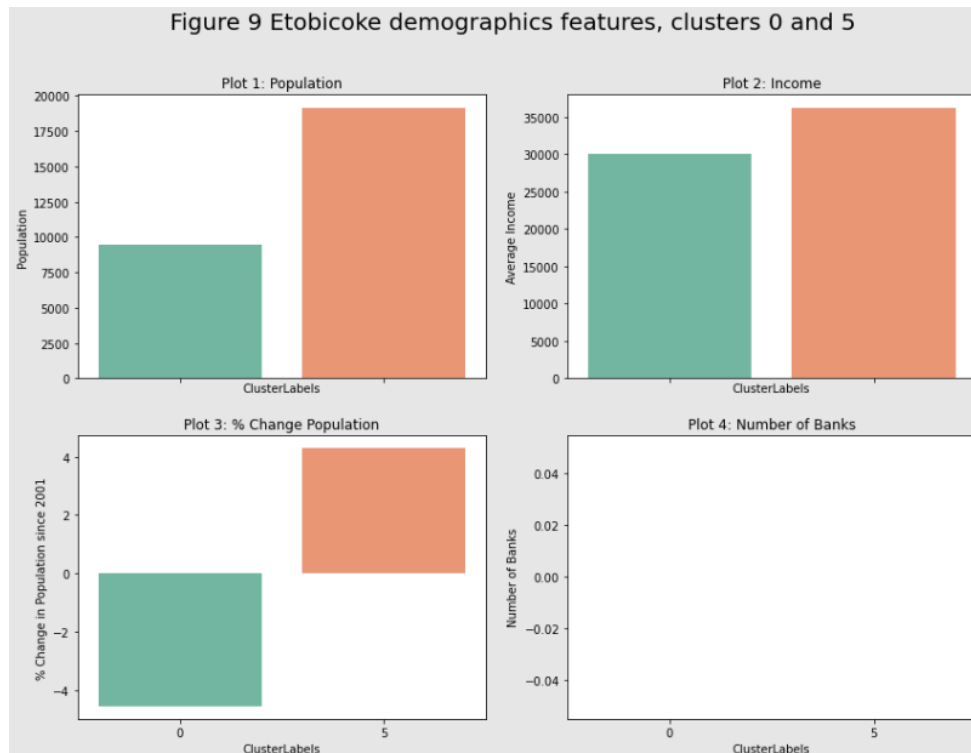 Figure 9 Etobicoke demographics features, clusters 0 and 5
Plot 1: Population
20000
17500
15000
12500
10000
7500
5000
2500
0
Population
ClusterLabels
Plot 2: Income
35000
30000
25000
20000
15000
10000
5000
0
Average Income
ClusterLabels
Plot 3: % Change Population
4
2
0
−2
−4
% Change in Population since 2001
0 5
ClusterLabels
Plot 4: Number of Banks
0.04
0.02
0.00
−0.02
−0.04
Number of Banks
0 5
ClusterLabels